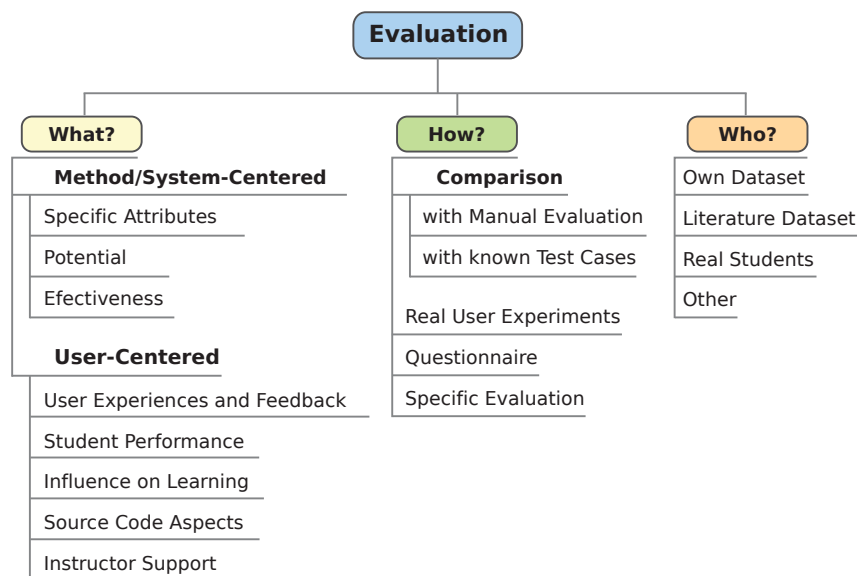 Evaluation
What?
Method/System-Centered
Specific Attributes
Potential
Efectiveness
User-Centered
User Experiences and Feedback
Student Performance
Influence on Learning
Source Code Aspects
Instructor Support
How?
Comparison
with Manual Evaluation
with known Test Cases
Real User Experiments
Questionnaire
Specific Evaluation
Who?
Own Dataset
Literature Dataset
Real Students
Other